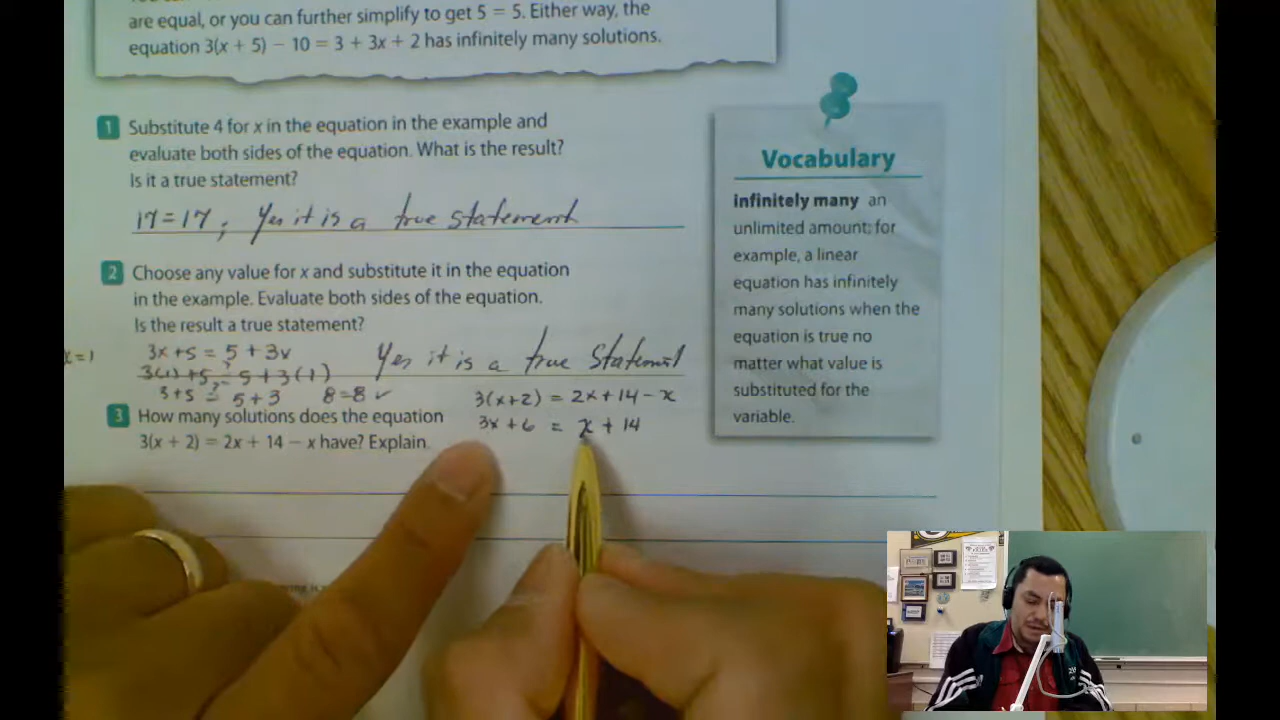 are equal, or you can further simplify to get 5 = 5. Either way, the
equation 3(x + 5) − 10 = 3 + 3x + 2 has infinitely many solutions.
1 Substitute 4 for x in the equation in the example and
evaluate both sides of the equation. What is the result?
Is it a true statement?
17=17; Yes it is a true statement
2 Choose any value for x and substitute it in the equation
in the example. Evaluate both sides of the equation.
Is the result a true statement?
x=1
3x+5 = 5+3x
Yes it is a true Statement
3(1)+5 ?= 5+3(1)
3+5 ?= 5+3 8=8 ✓
3 How many solutions does the equation
3(x + 2) = 2x + 14 − x have? Explain.
3(x+2) = 2x+14-x
3x+6 = x+14
Vocabulary
infinitely many an
unlimited amount; for
example, a linear
equation has infinitely
many solutions when the
equation is true no
matter what value is
substituted for the
variable.